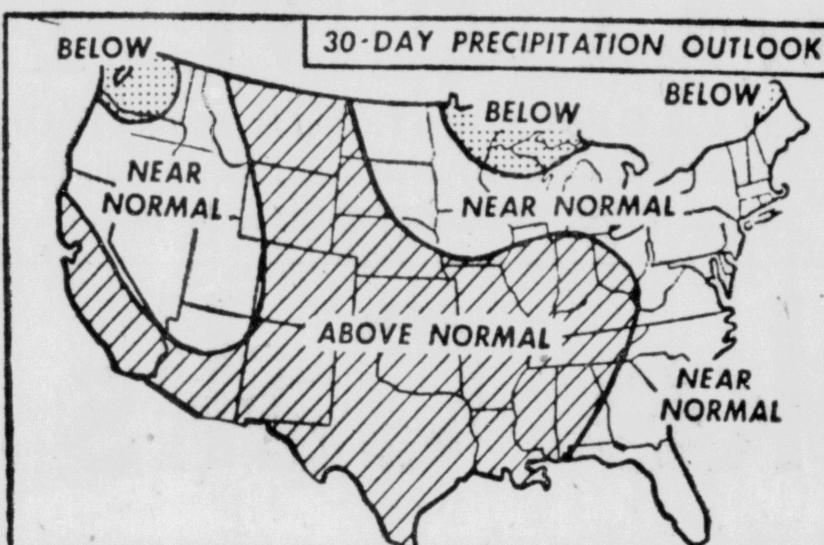 30-DAY PRECIPITATION OUTLOOK
BELOW
BELOW
BELOW
NEAR
NORMAL
NEAR NORMAL
ABOVE NORMAL
NEAR
NORMAL